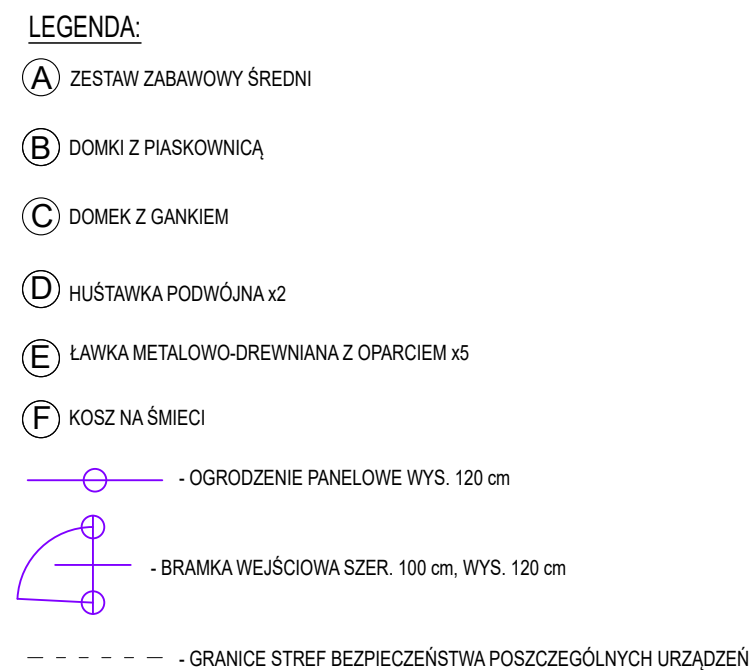 LEGENDA:
A ZESTAW ZABAWOWY ŚREDNI
B DOMKI Z PIASKOWNICĄ
C DOMEK Z GANKIEM
D HUŚTAWKA PODWÓJNA x2
E ŁAWKA METALOWO-DREWNIANA Z OPARCIEM x5
F KOSZ NA ŚMIECI
- OGRODZENIE PANELOWE WYS. 120 cm
- BRAMKA WEJŚCIOWA SZER. 100 cm, WYS. 120 cm
- GRANICE STREF BEZPIECZEŃSTWA POSZCZEGÓLNYCH URZĄDZEŃ